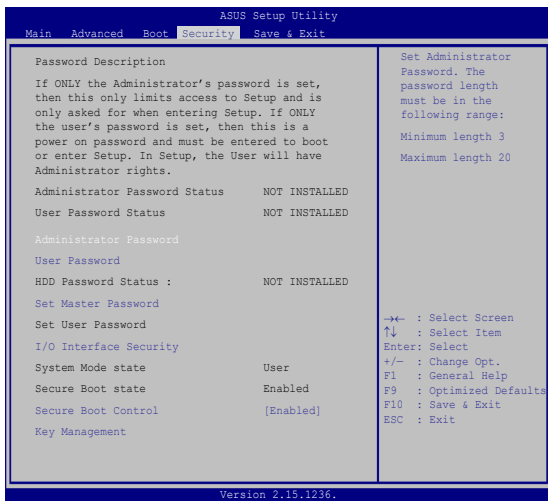 ASUS Setup Utility
Main Advanced Boot Security Save & Exit
Password Description
If ONLY the Administrator's password is set,
then this only limits access to Setup and is
only asked for when entering Setup. If ONLY
the user's password is set, then this is a
power on password and must be entered to boot
or enter Setup. In Setup, the User will have
Administrator rights.
Administrator Password Status NOT INSTALLED
User Password Status NOT INSTALLED
Administrator Password
User Password
HDD Password Status : NOT INSTALLED
Set Master Password
Set User Password
I/O Interface Security
System Mode state User
Secure Boot state Enabled
Secure Boot Control [Enabled]
Key Management
Set Administrator
Password. The
password length
must be in the
following range:
Minimum length 3
Maximum length 20
→← : Select Screen
↑↓ : Select Item
Enter: Select
+/— : Change Opt.
F1 : General Help
F9 : Optimized Defaults
F10 : Save & Exit
ESC : Exit
Version 2.15.1236.